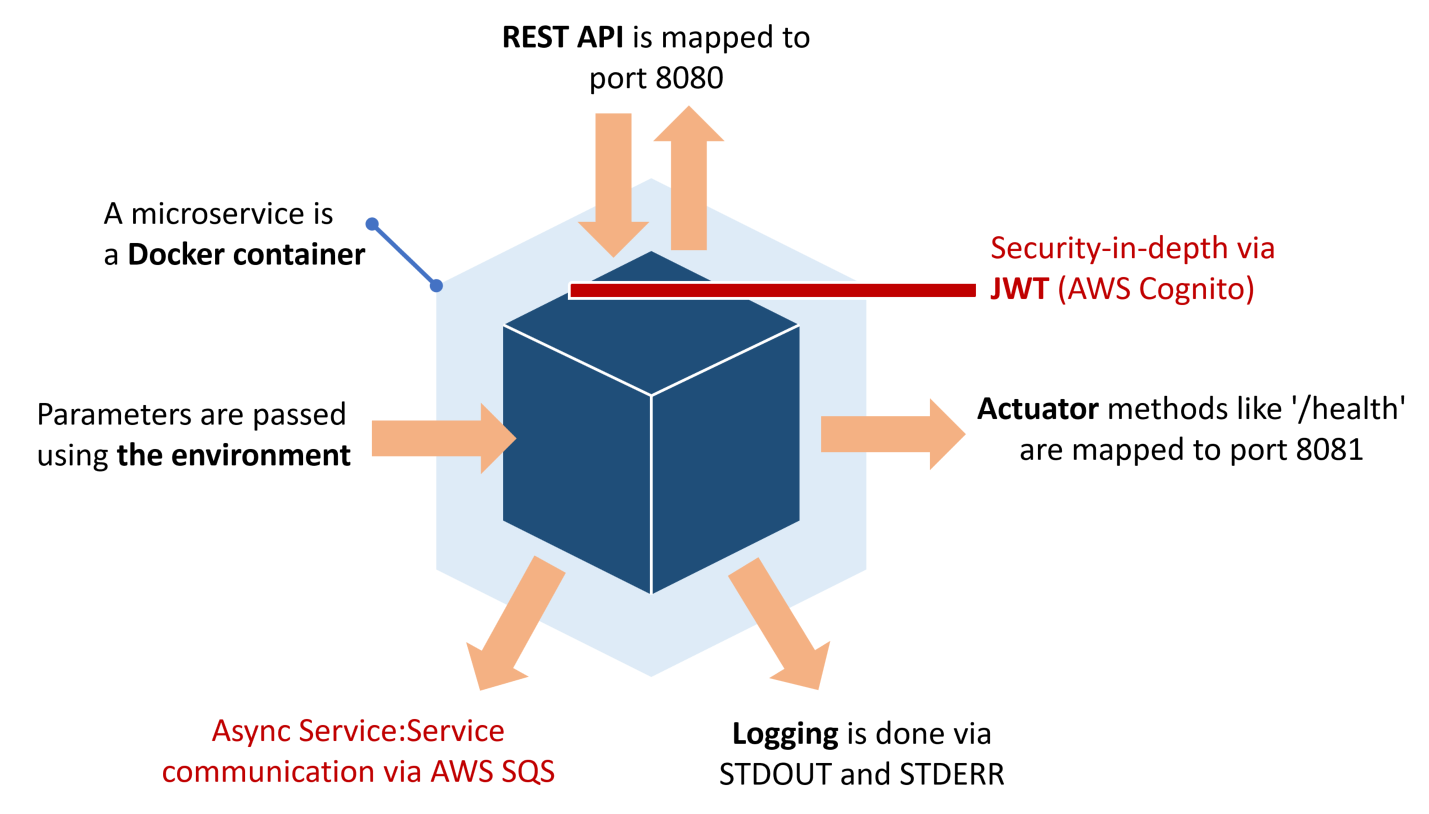 REST API is mapped to
port 8080
A microservice is
a Docker container
Security-in-depth via
JWT (AWS Cognito)
Parameters are passed
using the environment
Actuator methods like '/health'
are mapped to port 8081
Async Service:Service
communication via AWS SQS
Logging is done via
STDOUT and STDERR